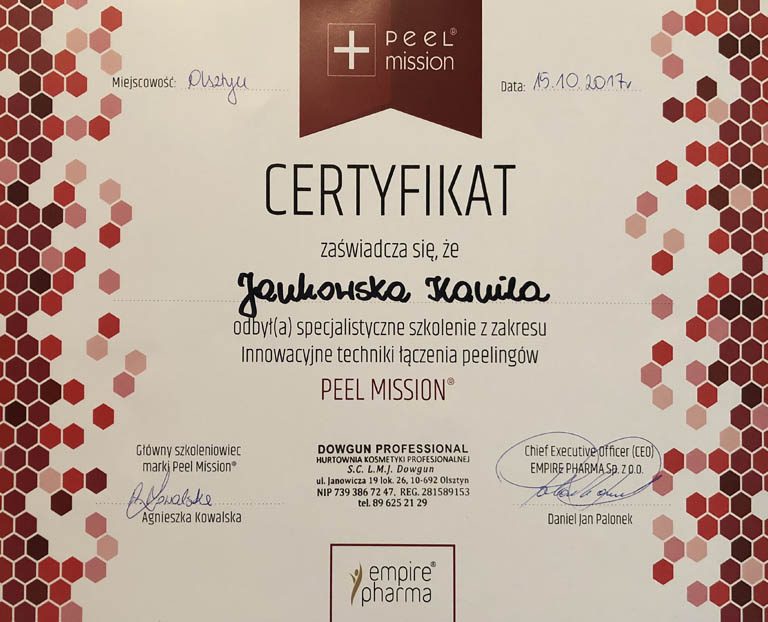 PEEL® mission
Miejscowość: Olsztyn
Data: 15.10.2017r
CERTYFIKAT
zaświadcza się, że
Jankowska Kamila
odbył(a) specjalistyczne szkolenie z zakresu
Innowacyjne techniki łączenia peelingów
PEEL MISSION®
Główny szkoleniowiec
marki Peel Mission®
A. Kowalska
Agnieszka Kowalska
DOWGUN PROFESSIONAL
HURTOWNIA KOSMETYKI PROFESJONALNEJ
S.C. L.M.J. Dowgun
ul. Janowicza 19 lok. 26, 10-692 Olsztyn
NIP 739 386 72 47. REG. 281589153
tel. 89 625 21 29
Chief Executive Officer (CEO)
EMPIRE PHARMA Sp. z o.o.
Daniel Jan Palonek
empire®
pharma